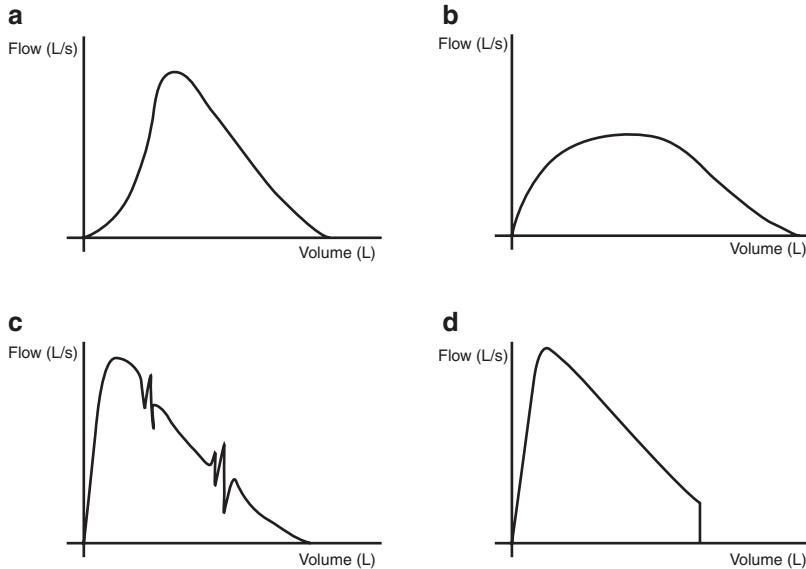 a
Flow (L/s)
Volume (L)
b
Flow (L/s)
Volume (L)
c
Flow (L/s)
Volume (L)
d
Flow (L/s)
Volume (L)